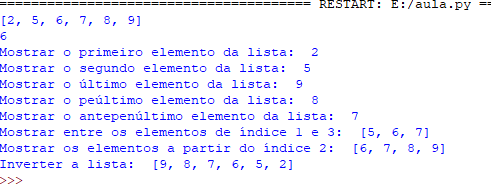 ====================================== RESTART: E:/aula.py ==
[2, 5, 6, 7, 8, 9]
6
Mostrar o primeiro elemento da lista:  2
Mostrar o segundo elemento da lista:  5
Mostrar o último elemento da lista:  9
Mostrar o peúltimo elemento da lista:  8
Mostrar o antepenúltimo elemento da lista:  7
Mostrar entre os elementos de índice 1 e 3:  [5, 6, 7]
Mostrar os elementos a partir do índice 2:  [6, 7, 8, 9]
Inverter a lista:  [9, 8, 7, 6, 5, 2]
>>>